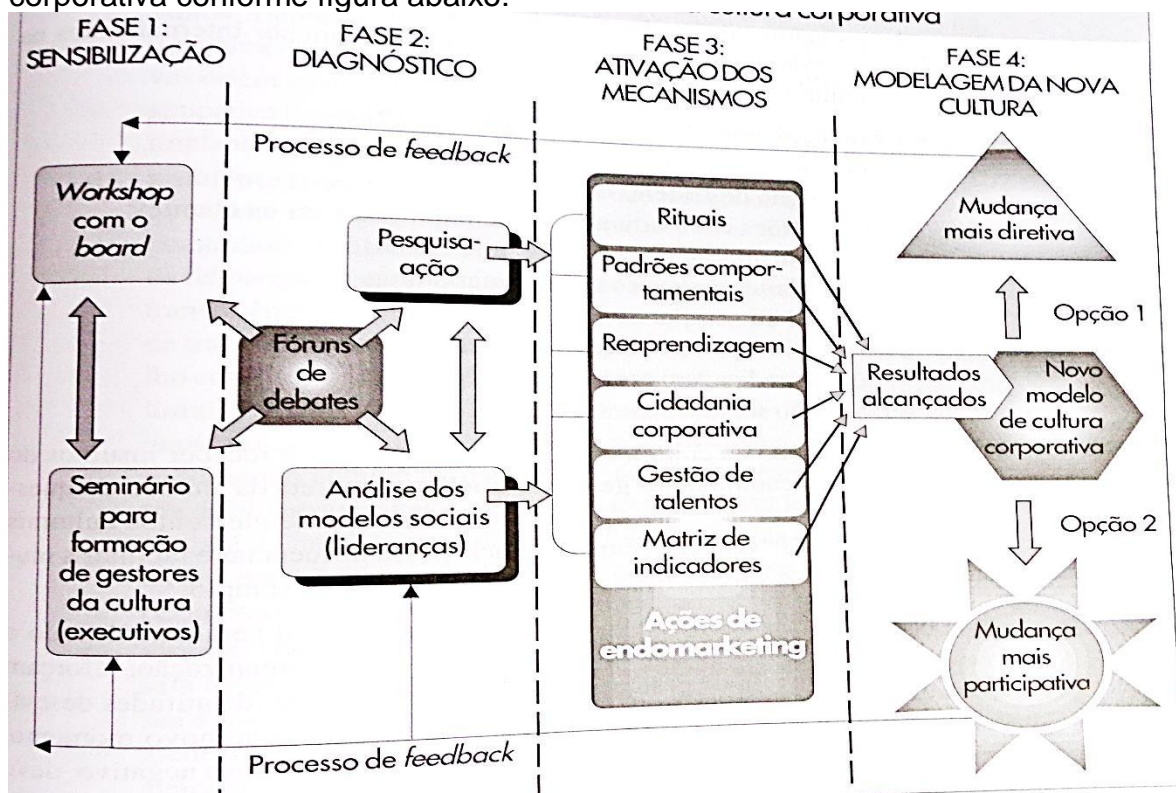 corporativa conforme figura abaixo:
cultura corporativa
FASE 1:
SENSIBILIZAÇÃO
FASE 2:
DIAGNÓSTICO
FASE 3:
ATIVAÇÃO DOS
MECANISMOS
FASE 4:
MODELAGEM DA NOVA
CULTURA
Processo de feedback
Workshop
com o
board
Seminário
para
formação
de gestores
da cultura
(executivos)
Fóruns
de
debates
Pesquisa-
ação
Análise dos
modelos sociais
(lideranças)
Rituais
Padrões compor-
tamentais
Reaprendizagem
Cidadania
corporativa
Gestão de
talentos
Matriz de
indicadores
Ações de
endomarketing
Resultados
alcançados
Mudança
mais diretiva
Opção 1
Novo
modelo
de cultura
corporativa
Opção 2
Mudança
mais
participativa
Processo de feedback